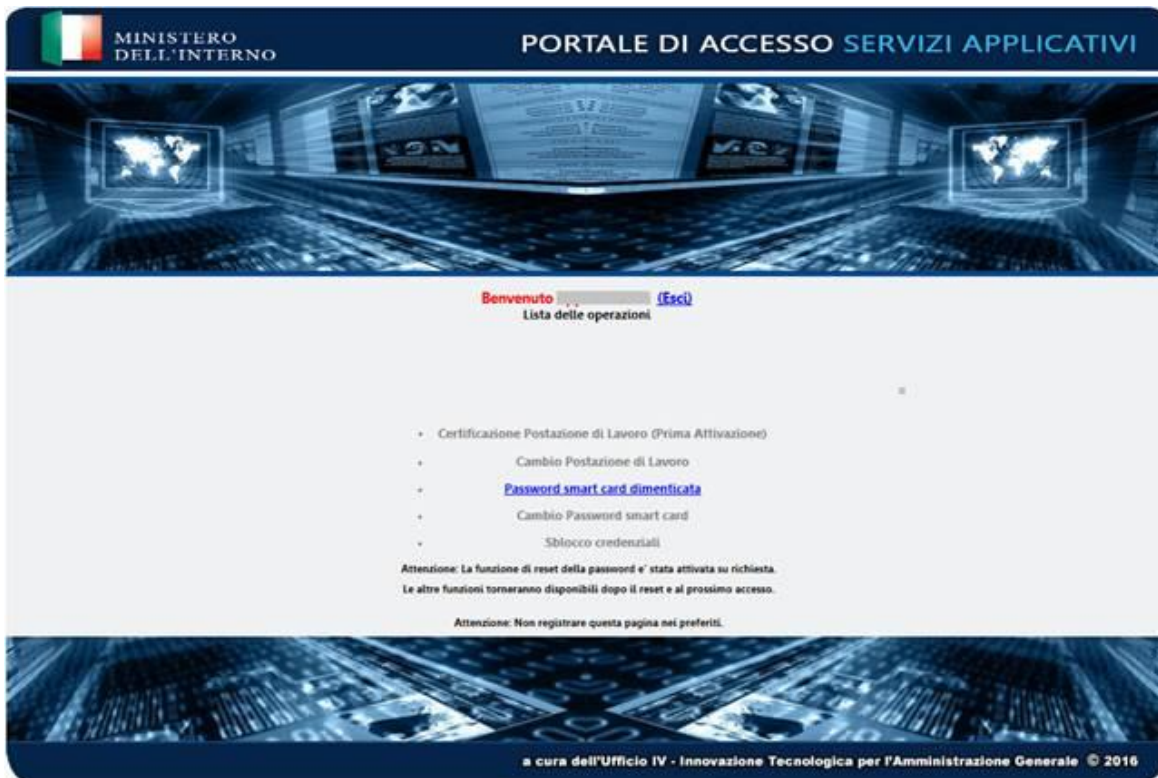 MINISTERO
DELL'INTERNO
PORTALE DI ACCESSO SERVIZI APPLICATIVI
Benvenuto (Esci)
Lista delle operazioni
• Certificazione Postazione di Lavoro (Prima Attivazione)
• Cambio Postazione di Lavoro
• Password smart card dimenticata
• Cambio Password smart card
• Sblocco credenziali
Attenzione: La funzione di reset della password e' stata attivata su richiesta.
Le altre funzioni torneranno disponibili dopo il reset e al prossimo accesso.
Attenzione: Non registrare questa pagina nei preferiti.
a cura dell'Ufficio IV - Innovazione Tecnologica per l'Amministrazione Generale © 2016